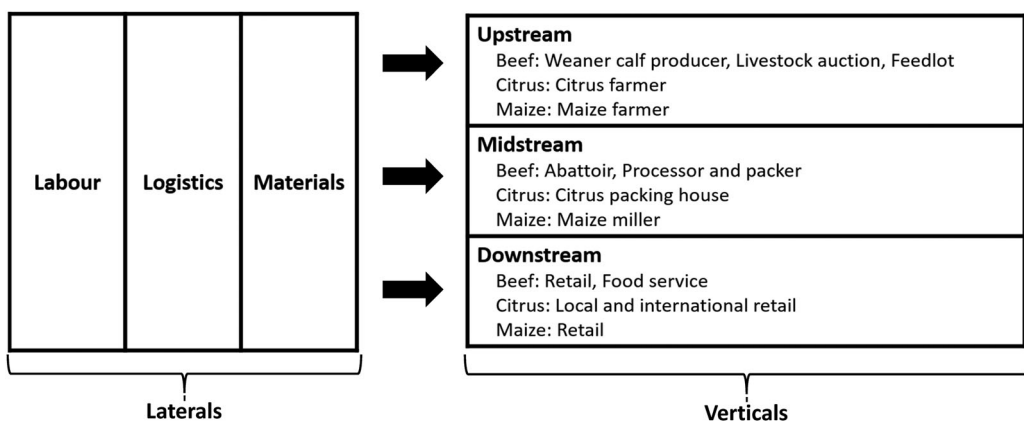 Labour
Logistics
Materials
Laterals
Upstream
Beef: Weaner calf producer, Livestock auction, Feedlot
Citrus: Citrus farmer
Maize: Maize farmer
Midstream
Beef: Abattoir, Processor and packer
Citrus: Citrus packing house
Maize: Maize miller
Downstream
Beef: Retail, Food service
Citrus: Local and international retail
Maize: Retail
Verticals